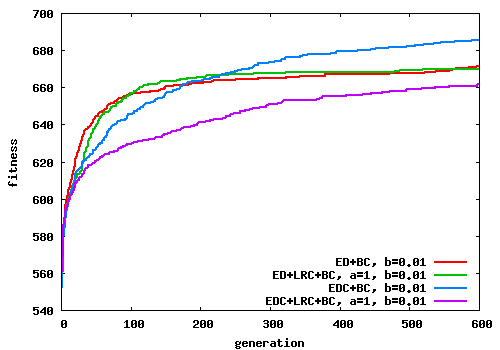 700
680
660
640
620
600
580
560
540
fitness
ED+BC, b=0.01
ED+LRC+BC, a=1, b=0.01
EDC+BC, b=0.01
EDC+LRC+BC, a=1, b=0.01
0 100 200 300 400 500 600
generation